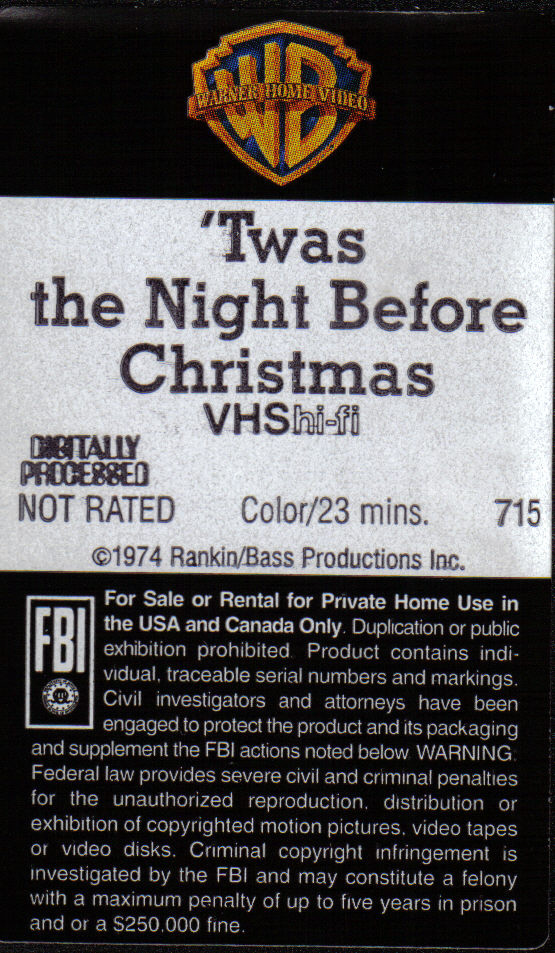 WARNER HOME VIDEO
'Twas
the Night Before
Christmas
VHS hi-fi
DIGITALLY
PROCESSED
NOT RATED Color/23 mins. 715
©1974 Rankin/Bass Productions Inc.
FBI
For Sale or Rental for Private Home Use in
the USA and Canada Only. Duplication or public
exhibition prohibited. Product contains indi-
vidual, traceable serial numbers and markings.
Civil investigators and attorneys have been
engaged to protect the product and its packaging
and supplement the FBI actions noted below. WARNING:
Federal law provides severe civil and criminal penalties
for the unauthorized reproduction, distribution or
exhibition of copyrighted motion pictures, video tapes
or video disks. Criminal copyright infringement is
investigated by the FBI and may constitute a felony
with a maximum penalty of up to five years in prison
and or a $250.000 fine.